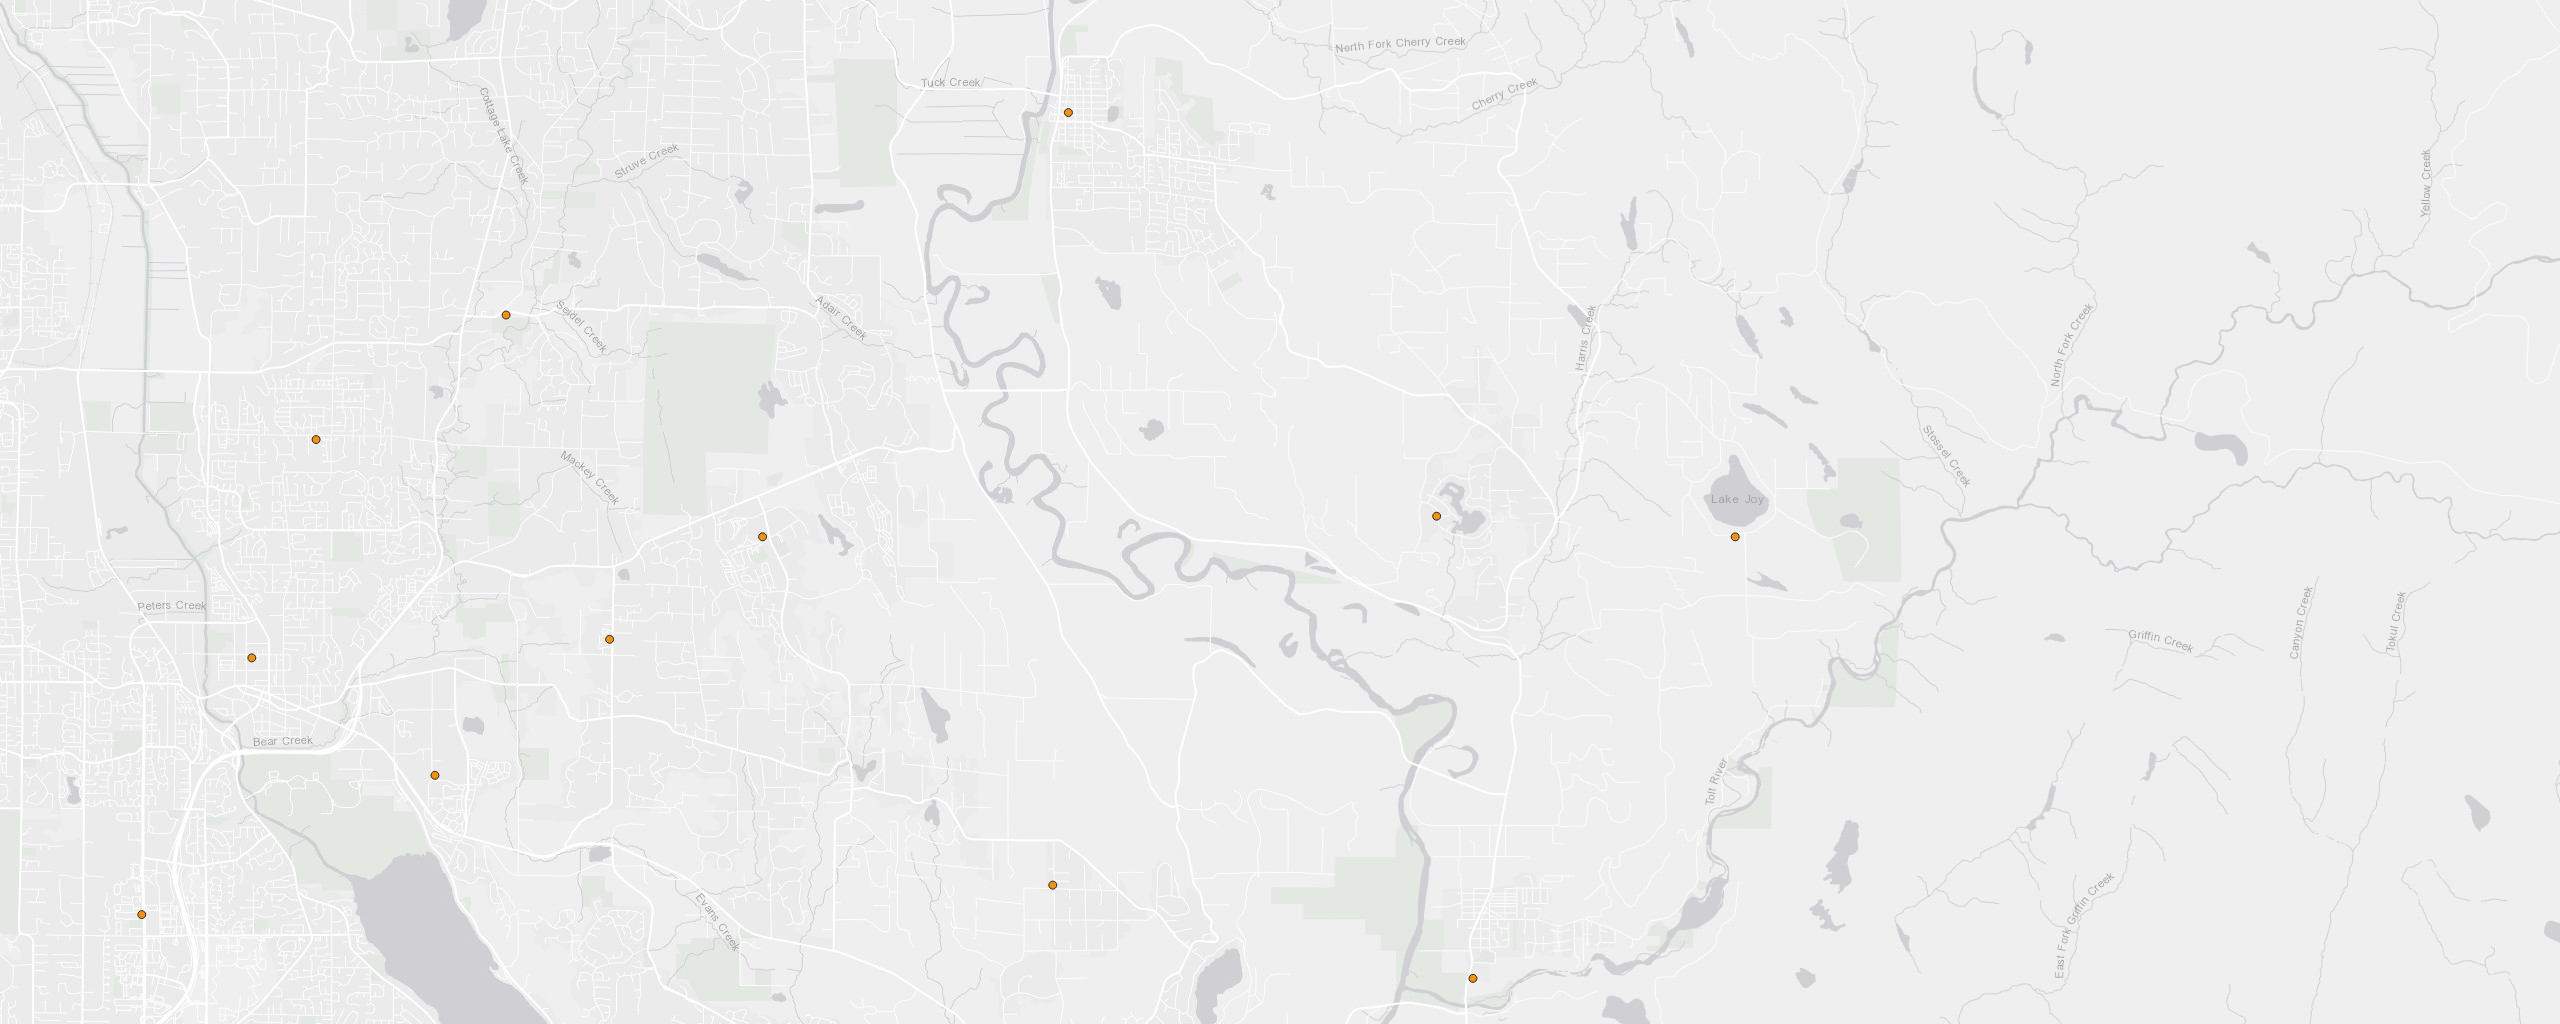 North Fork Cherry Creek
Tuck Creek
Cherry Creek
Cottage Lake Creek
Struve Creek
Yellow Creek
Seidel Creek
Adair Creek
Harris Creek
North Fork Creek
Stossel Creek
Mackey Creek
Lake Joy
Peters Creek
Canyon Creek
Tokul Creek
Griffin Creek
Bear Creek
Tolt River
Evans Creek
East Fork Griffin Creek